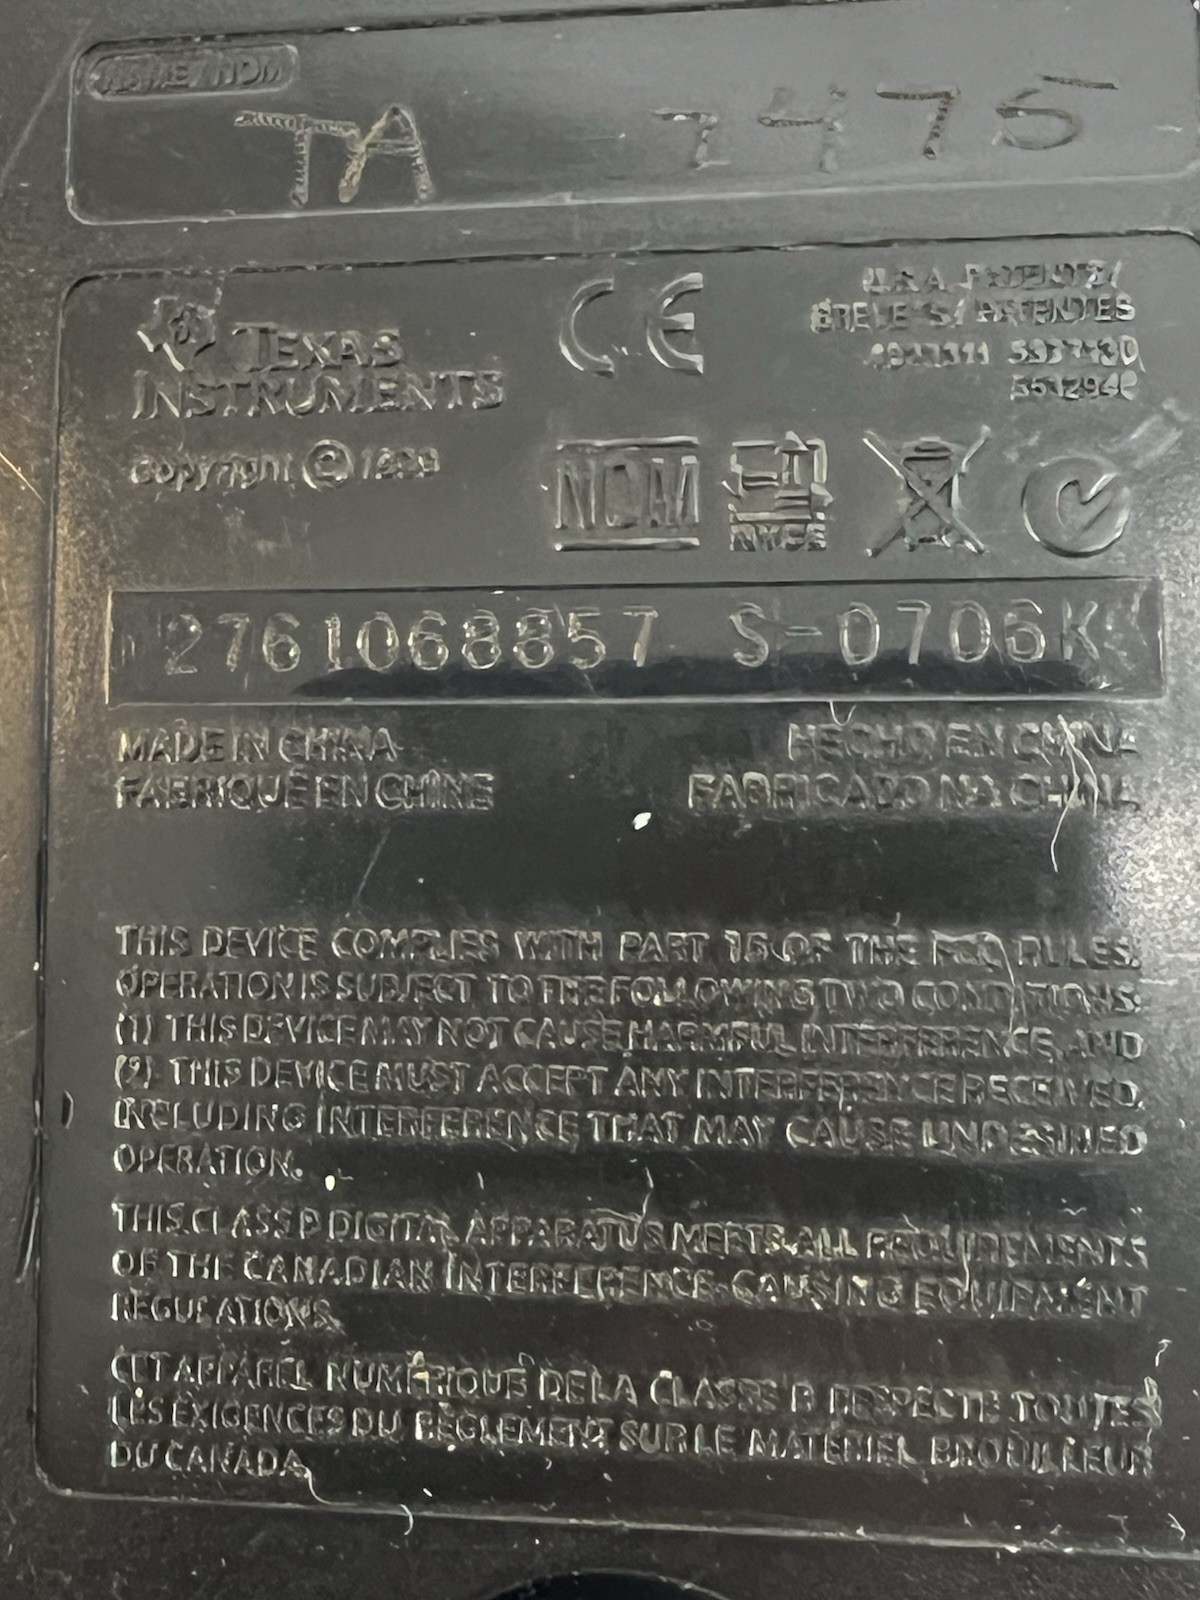 NAME / NOM
TA 7475
TEXAS
INSTRUMENTS
Copyright ©
CE
U.S.A. PATENTS/
5937430
NOM
NYCE
2761068857 S-0706K
MADE IN CHINA
FABRIQUÉ EN CHINE
HECHO EN CHINA
FABRICADO NA CHINA
THIS DEVICE COMPLIES WITH PART 15 OF THE FCC RULES.
OPERATION IS SUBJECT TO THE FOLLOWING TWO CONDITIONS:
(1) THIS DEVICE MAY NOT CAUSE HARMFUL INTERFERENCE, AND
(2) THIS DEVICE MUST ACCEPT ANY INTERFERENCE RECEIVED,
INCLUDING INTERFERENCE THAT MAY CAUSE UNDESIRED
OPERATION.
THIS CLASS B DIGITAL APPARATUS MEETS ALL REQUIREMENTS
OF THE CANADIAN INTERFERENCE-CAUSING EQUIPMENT
REGULATIONS.
CET APPAREIL NUMÉRIQUE DE LA CLASSE B RESPECTE TOUTES
LES EXIGENCES DU RÈGLEMENT SUR LE MATÉRIEL BROUILLEUR
DU CANADA.